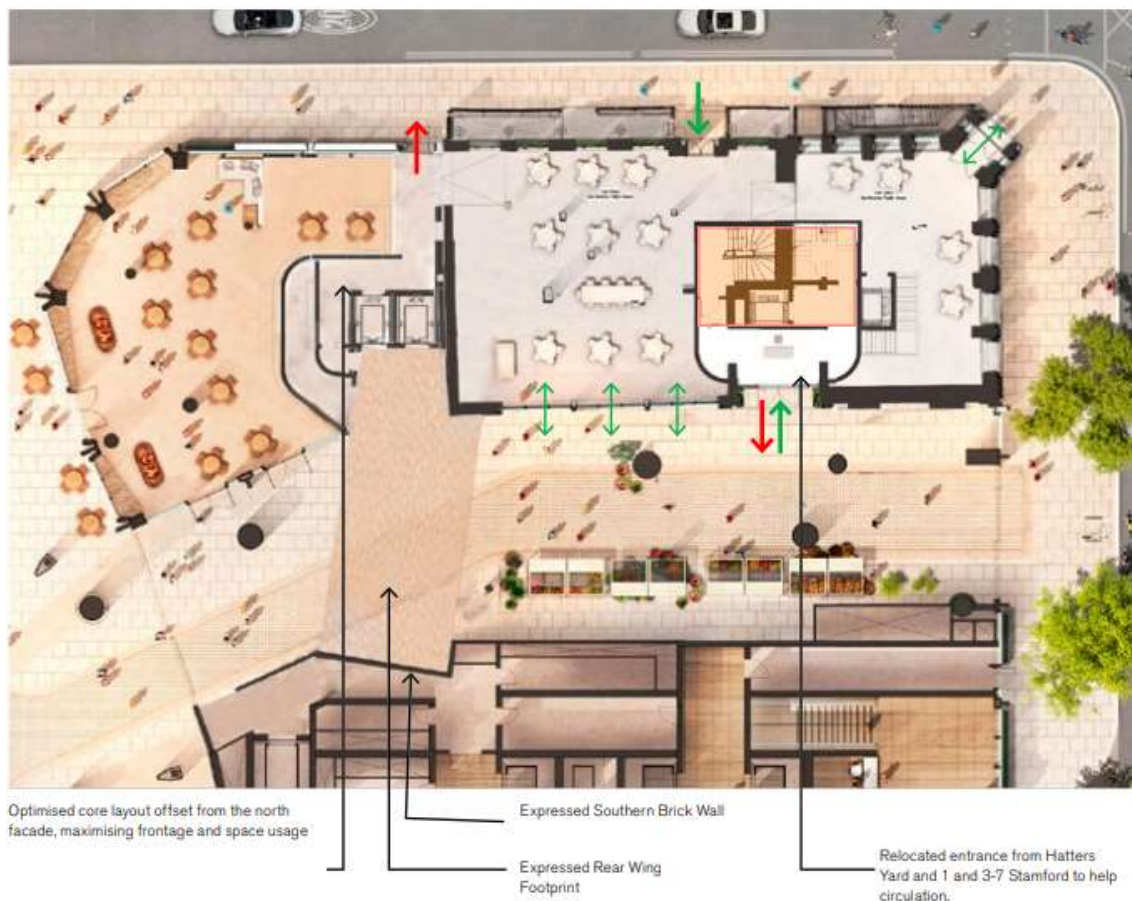 20
Optimised core layout offset from the north
facade, maximising frontage and space usage
Expressed Southern Brick Wall
Expressed Rear Wing
Footprint
Relocated entrance from Hatters
Yard and 1 and 3-7 Stamford to help
circulation.